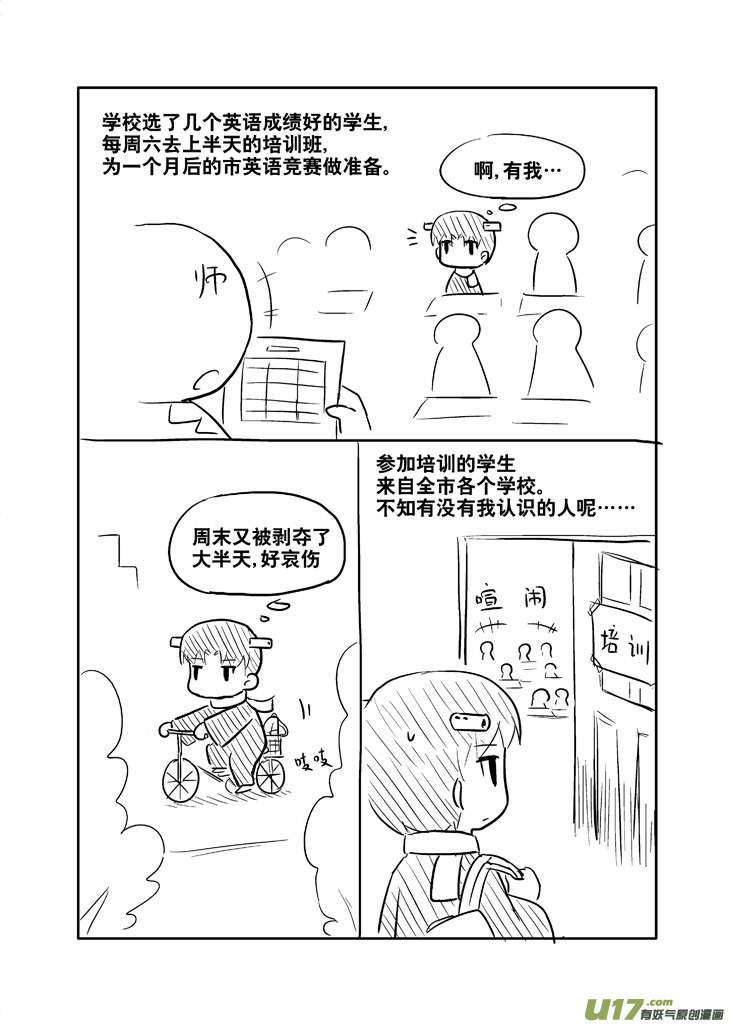 学校选了几个英语成绩好的学生,
每周六去上半天的培训班,
为一个月后的市英语竞赛做准备。
啊,有我…
师
周末又被剥夺了
大半天,好哀伤
吱吱
参加培训的学生
来自全市各个学校。
不知有没有我认识的人呢……
喧闹
培训
U17.com
有妖气原创漫画